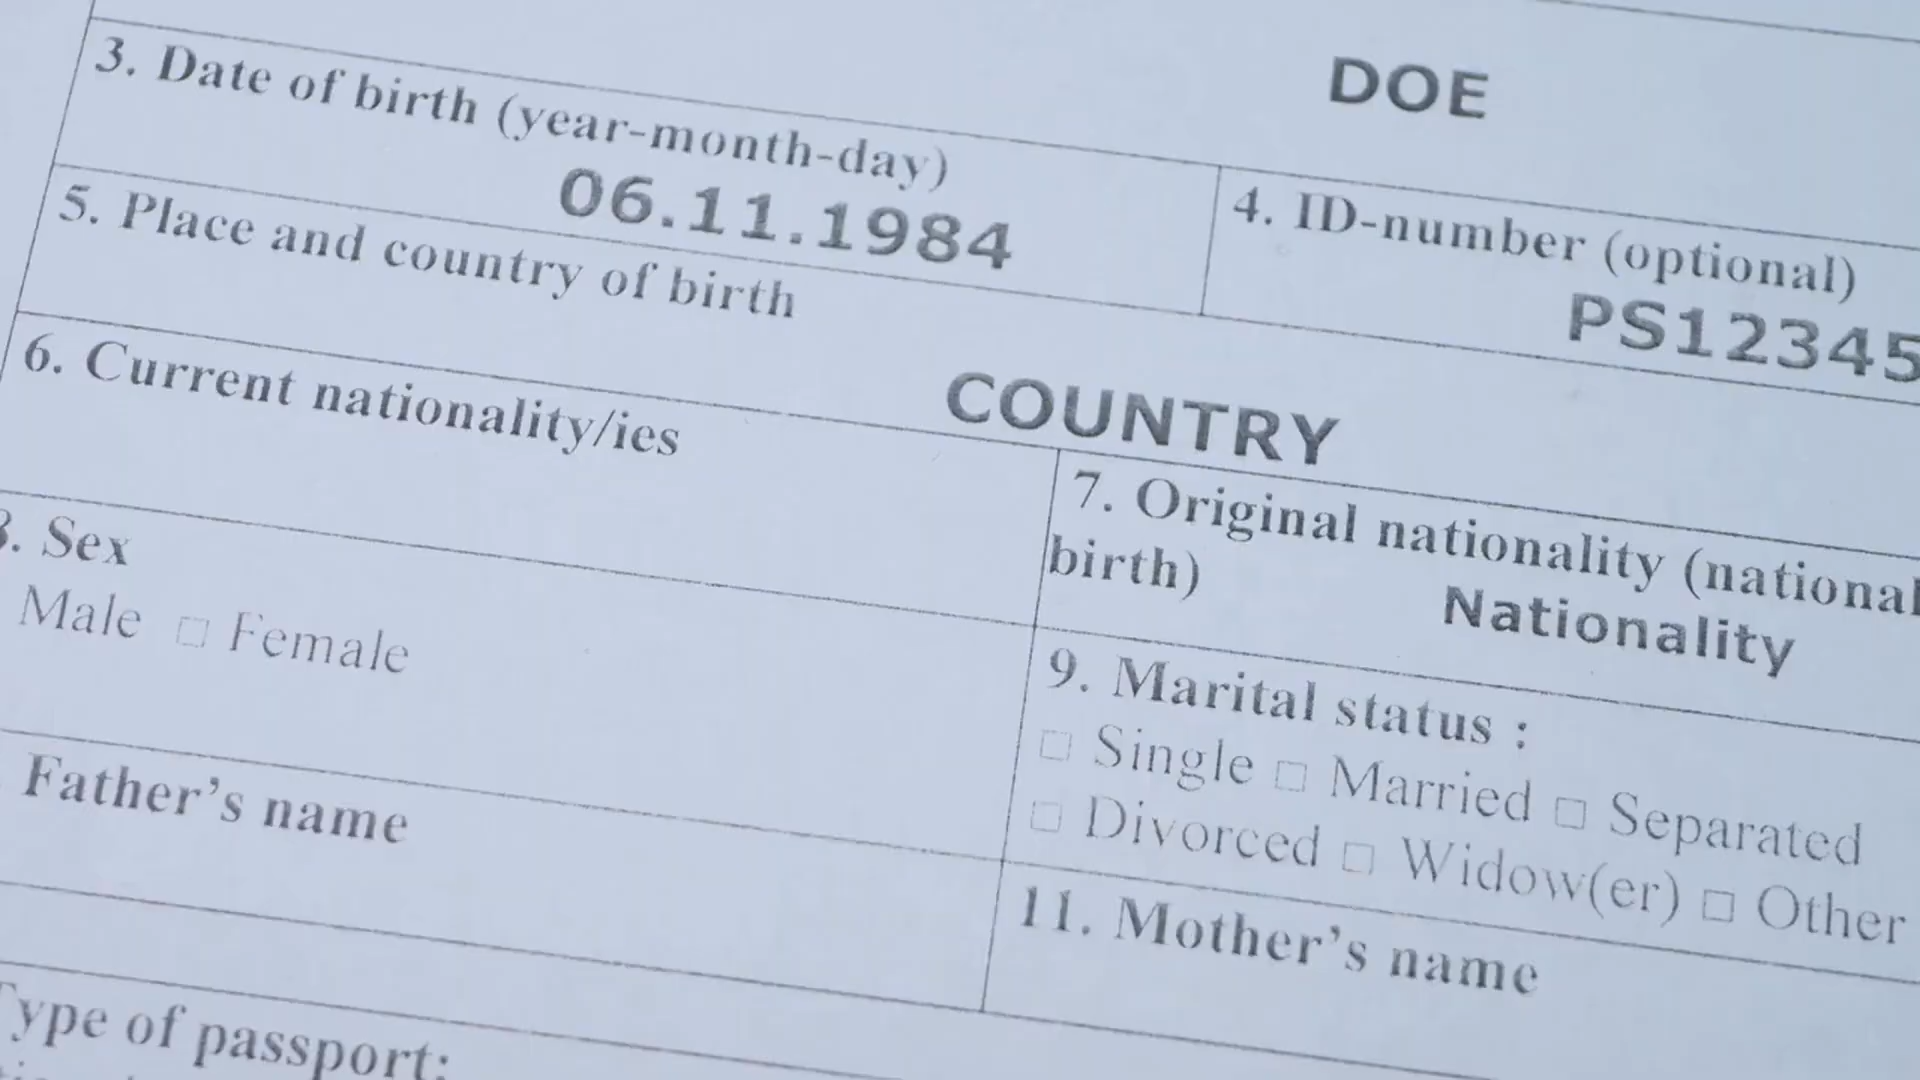 DOE
3. Date of birth (year-month-day)
06.11.1984
4. ID-number (optional)
PS12345
5. Place and country of birth
COUNTRY
6. Current nationality/ies
7. Original nationality (national
birth)
Nationality
. Sex
Male □ Female
9. Marital status :
□ Single □ Married □ Separated
□ Divorced □ Widow(er) □ Other
Father's name
11. Mother's name
Type of passport: